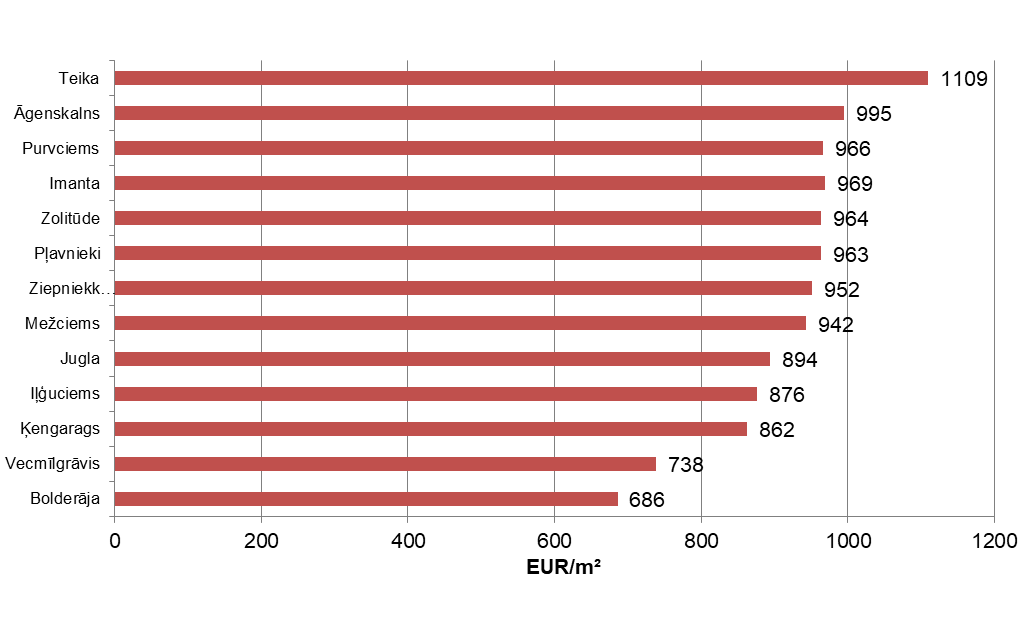 Teika 1109
Āgenskalns 995
Purvciems 966
Imanta 969
Zolitūde 964
Pļavnieki 963
Ziepniekk... 952
Mežciems 942
Jugla 894
Iļģuciems 876
Ķengarags 862
Vecmīlgrāvis 738
Bolderāja 686
0 200 400 600 800 1000 1200
EUR/m²